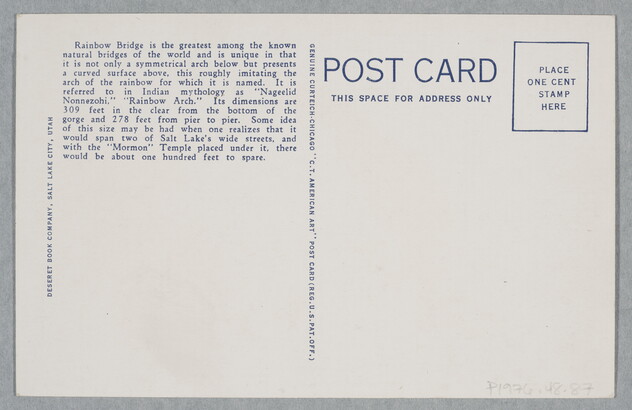 Rainbow Bridge is the greatest among the known
natural bridges of the world and is unique in that
it is not only a symmetrical arch below but presents
a curved surface above, this roughly imitating the
arch of the rainbow for which it is named. It is
referred to in Indian mythology as "Nageelid
Nonnezohi." "Rainbow Arch." Its dimensions are
309 feet in the clear from the bottom of the
gorge and 278 feet from pier to pier. Some idea
of this size may be had when one realizes that it
would span two of Salt Lake's wide streets, and
with the "Mormon" Temple placed under it, there
would be about one hundred feet to spare.
DESERET BOOK COMPANY, SALT LAKE CITY, UTAH
GENUINE CURTEICH-CHICAGO "C.T. AMERICAN ART" POST CARD (REG. U.S. PAT. OFF.)
POST CARD
THIS SPACE FOR ADDRESS ONLY
PLACE
ONE CENT
STAMP
HERE
P1976.48.87